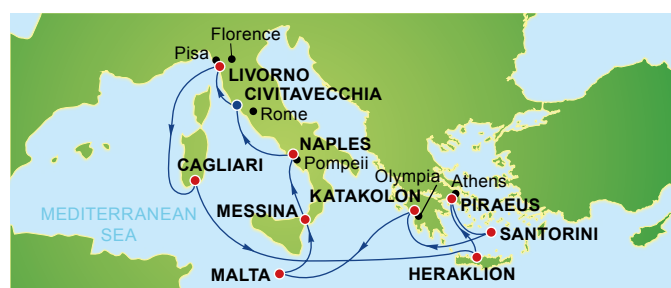 Florence
Pisa
LIVORNO
CIVITAVECCHIA
Rome
NAPLES
Pompeii
CAGLIARI
Olympia
Athens
KATAKOLON
PIRAEUS
MESSINA
MEDITERRANEAN
SEA
SANTORINI
MALTA
HERAKLION